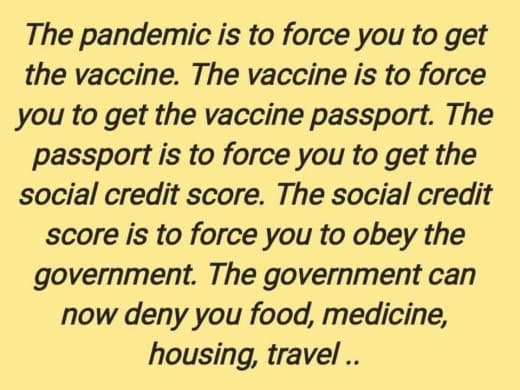 The pandemic is to force you to get
the vaccine. The vaccine is to force
you to get the vaccine passport. The
passport is to force you to get the
social credit score. The social credit
score is to force you to obey the
government. The government can
now deny you food, medicine,
housing, travel ..